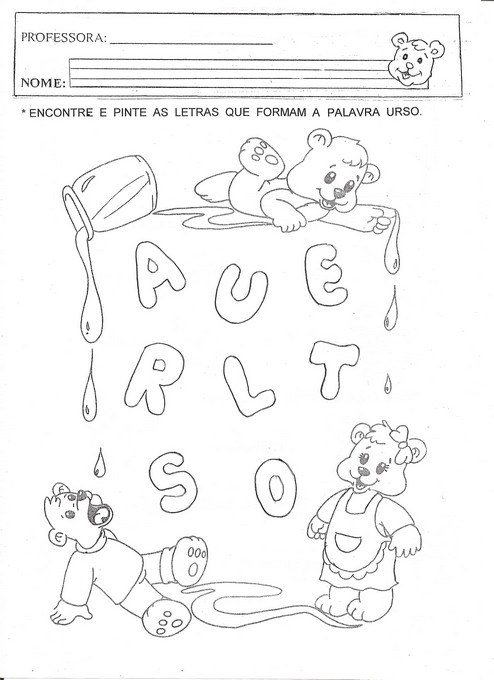 PROFESSORA:
NOME:
* ENCONTRE E PINTE AS LETRAS QUE FORMAM A PALAVRA URSO.
A U E
R L T
S O